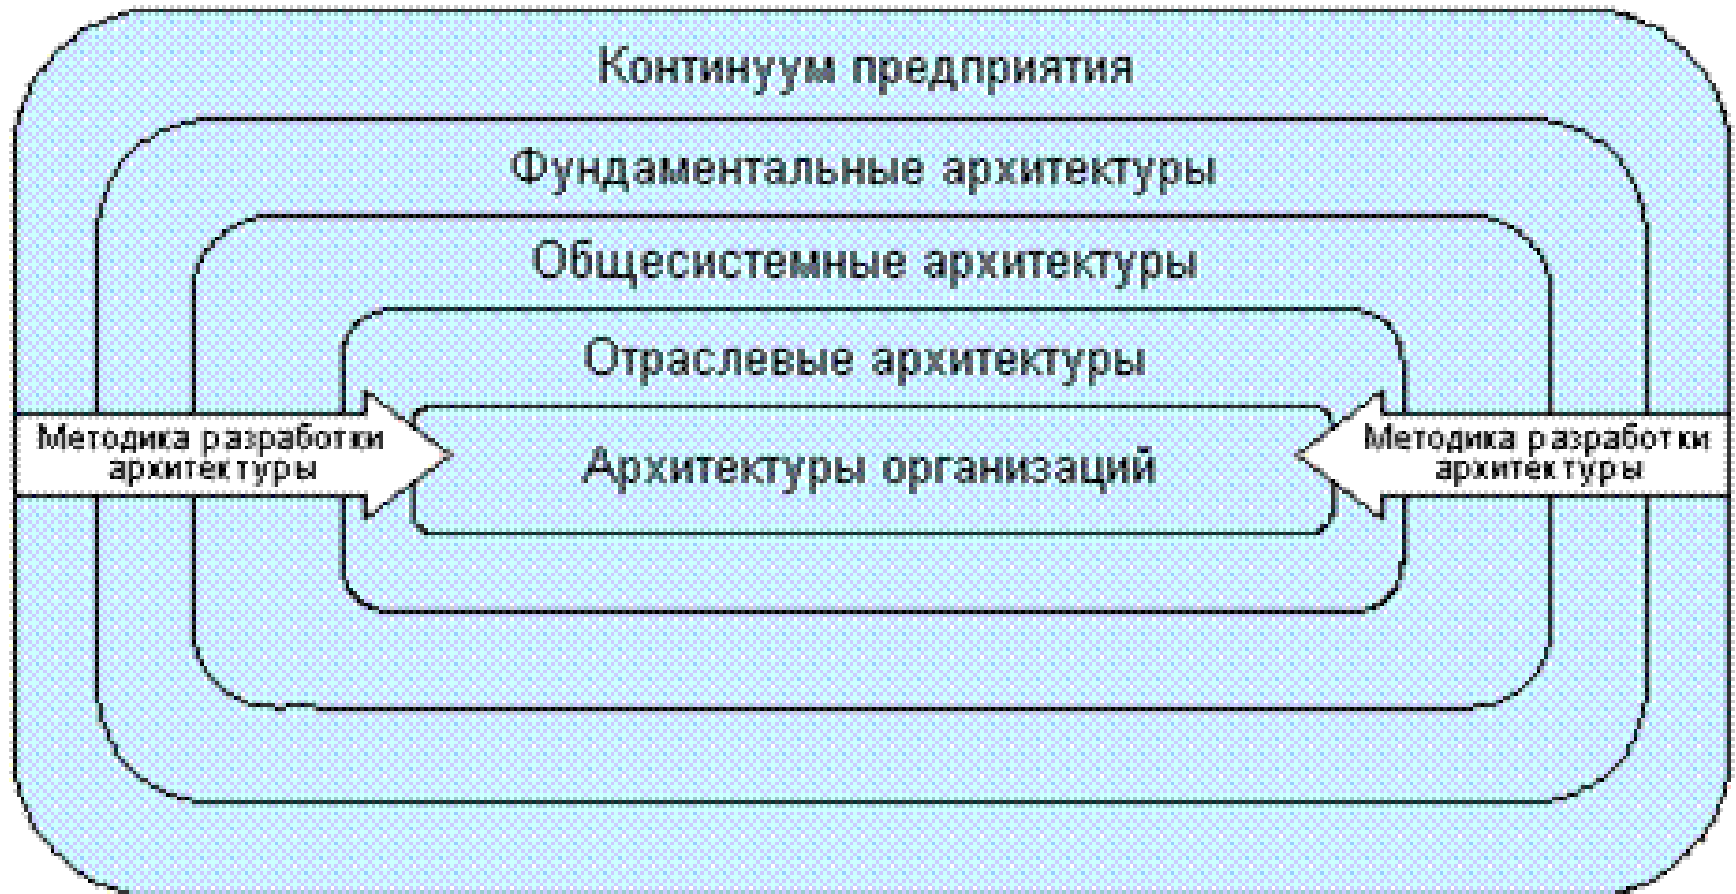 Континуум предприятия
Фундаментальные архитектуры
Общесистемные архитектуры
Отраслевые архитектуры
Методика разработки
архитектуры
Архитектуры организаций
Методика разработки
архитектуры